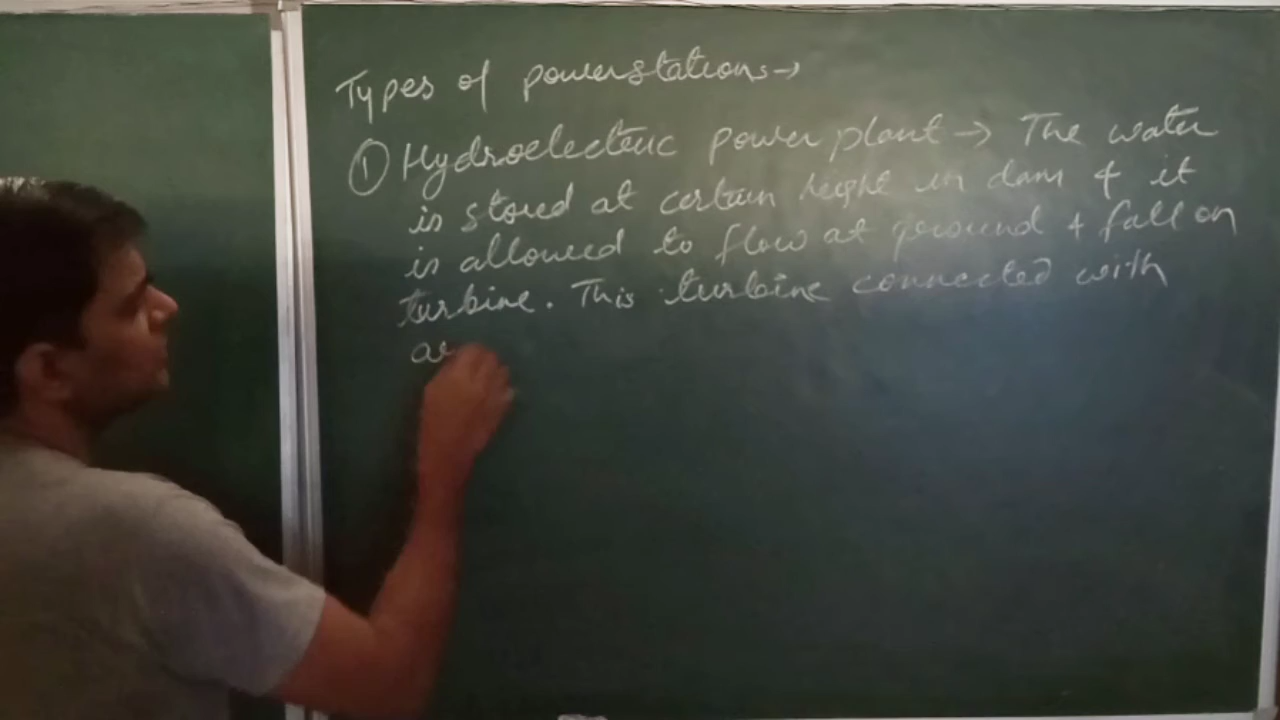 Types of powerstations→
① Hydroelectric power plant → The water
is stored at certain height in dam & it
is allowed to flow at ground & fall on
turbine. This turbine connected with